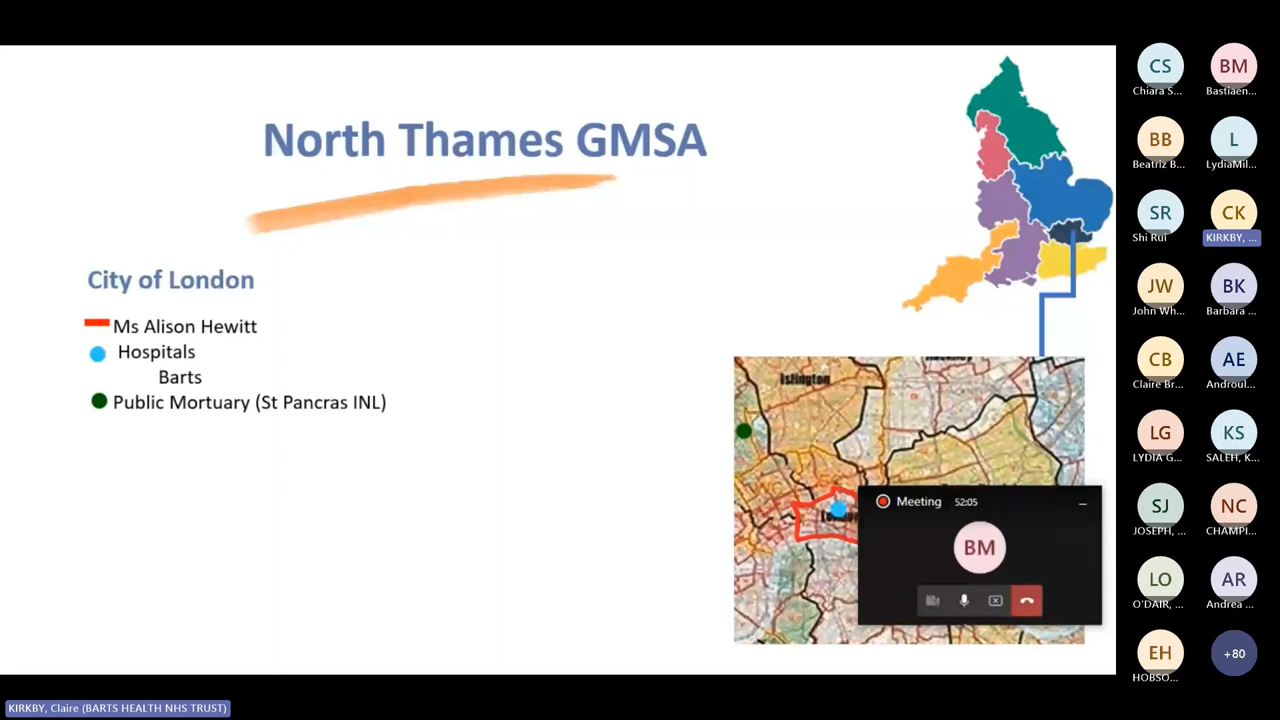 North Thames GMSA
City of London
Ms Alison Hewitt
Hospitals
Barts
Public Mortuary (St Pancras INL)
Islington
Meeting 52:05
BM
CS BM
Chiara S... Bastiaen...
BB L
Beatriz B... LydiaMil...
SR CK
Shi Rui KIRKBY, ...
JW BK
John Wh... Barbara ...
CB AE
Claire Br... Androul...
LG KS
LYDIA G... SALEH, K...
SJ NC
JOSEPH, ... CHAMPI...
LO AR
O'DAIR, ... Andrea ...
EH +80
HOBSO...
KIRKBY, Claire (BARTS HEALTH NHS TRUST)